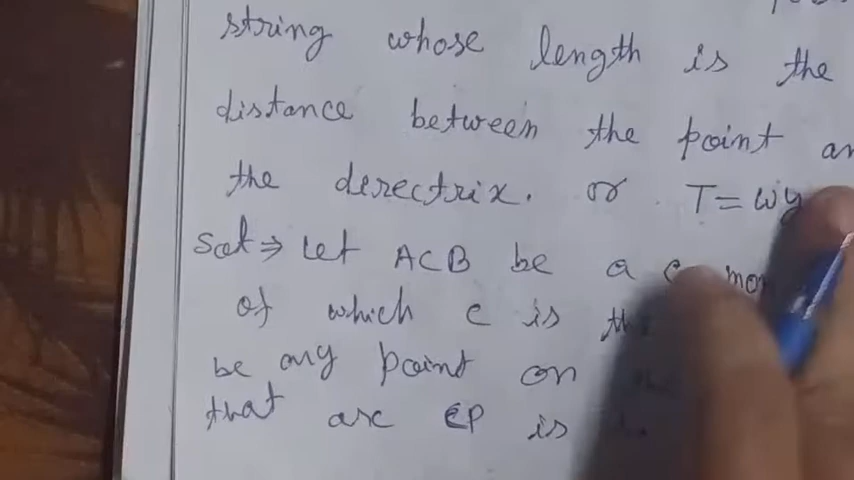 string whose length is the
distance between the point
the derectrix. or T = wy
Sol ⇒ Let ACB be a
of which C is the
be any point on
that arc CP is